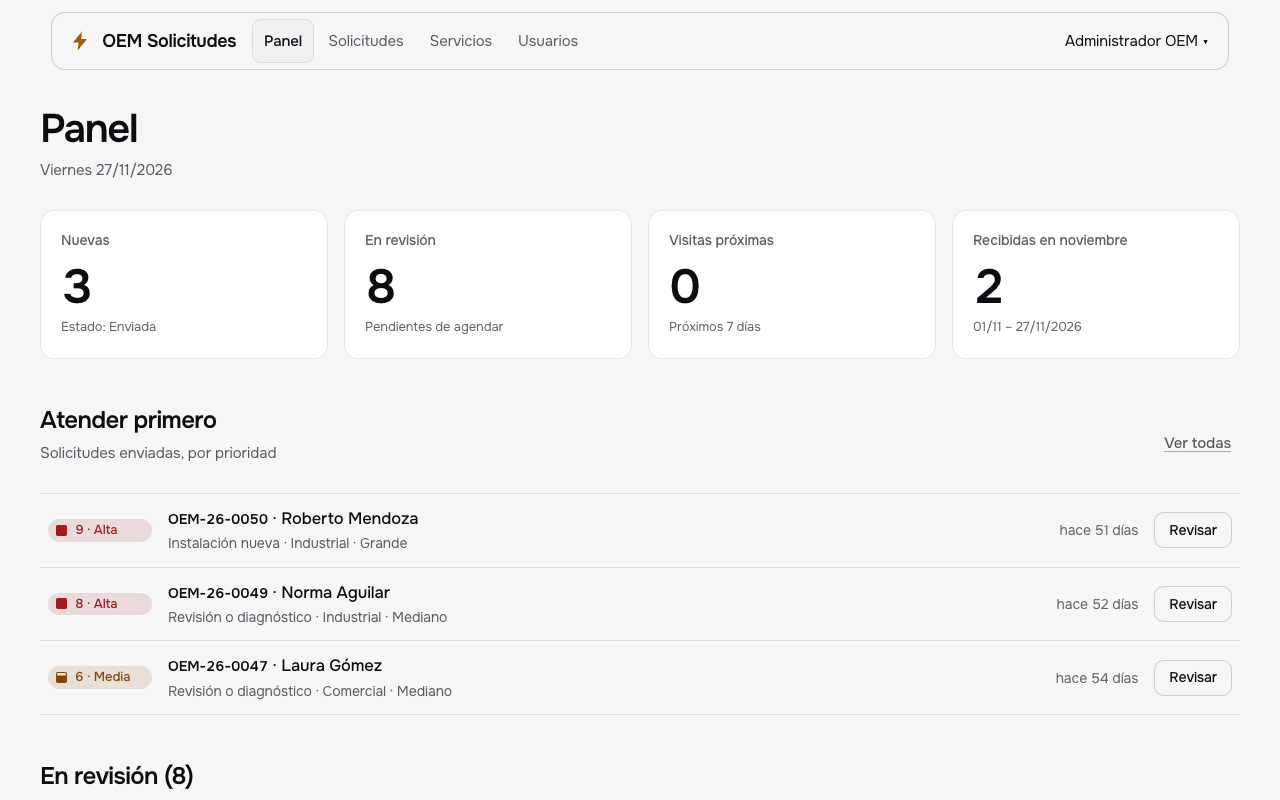 OEM Solicitudes Panel Solicitudes Servicios Usuarios Administrador OEM ▾
Panel
Viernes 27/11/2026
Nuevas
3
Estado: Enviada
En revisión
8
Pendientes de agendar
Visitas próximas
0
Próximos 7 días
Recibidas en noviembre
2
01/11 – 27/11/2026
Atender primero
Solicitudes enviadas, por prioridad
Ver todas
9 · Alta
OEM-26-0050 · Roberto Mendoza
Instalación nueva · Industrial · Grande
hace 51 días
Revisar
8 · Alta
OEM-26-0049 · Norma Aguilar
Revisión o diagnóstico · Industrial · Mediano
hace 52 días
Revisar
6 · Media
OEM-26-0047 · Laura Gómez
Revisión o diagnóstico · Comercial · Mediano
hace 54 días
Revisar
En revisión (8)